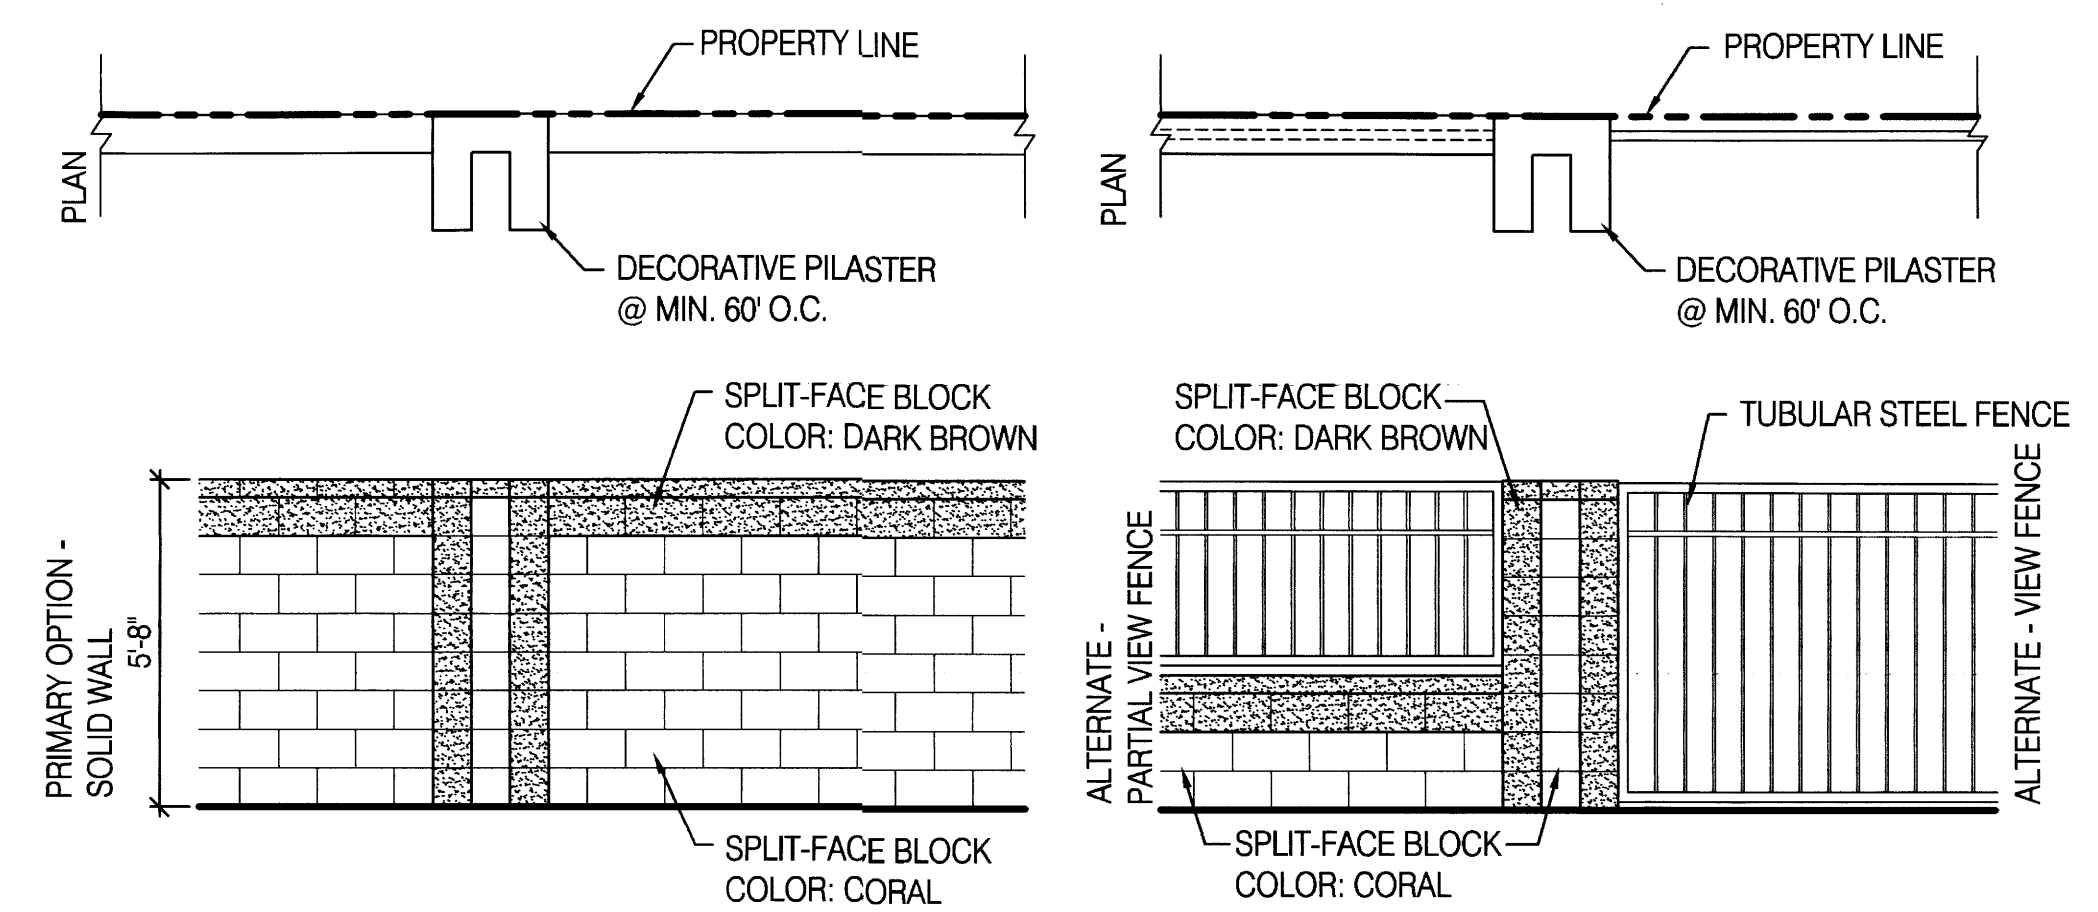 PROPERTY LINE
PLAN
DECORATIVE PILASTER
@ MIN. 60' O.C.
SPLIT-FACE BLOCK
COLOR: DARK BROWN
PRIMARY OPTION -
SOLID WALL
5'-8"
SPLIT-FACE BLOCK
COLOR: CORAL
PROPERTY LINE
PLAN
DECORATIVE PILASTER
@ MIN. 60' O.C.
SPLIT-FACE BLOCK
COLOR: DARK BROWN
TUBULAR STEEL FENCE
ALTERNATE -
PARTIAL VIEW FENCE
ALTERNATE - VIEW FENCE
SPLIT-FACE BLOCK
COLOR: CORAL